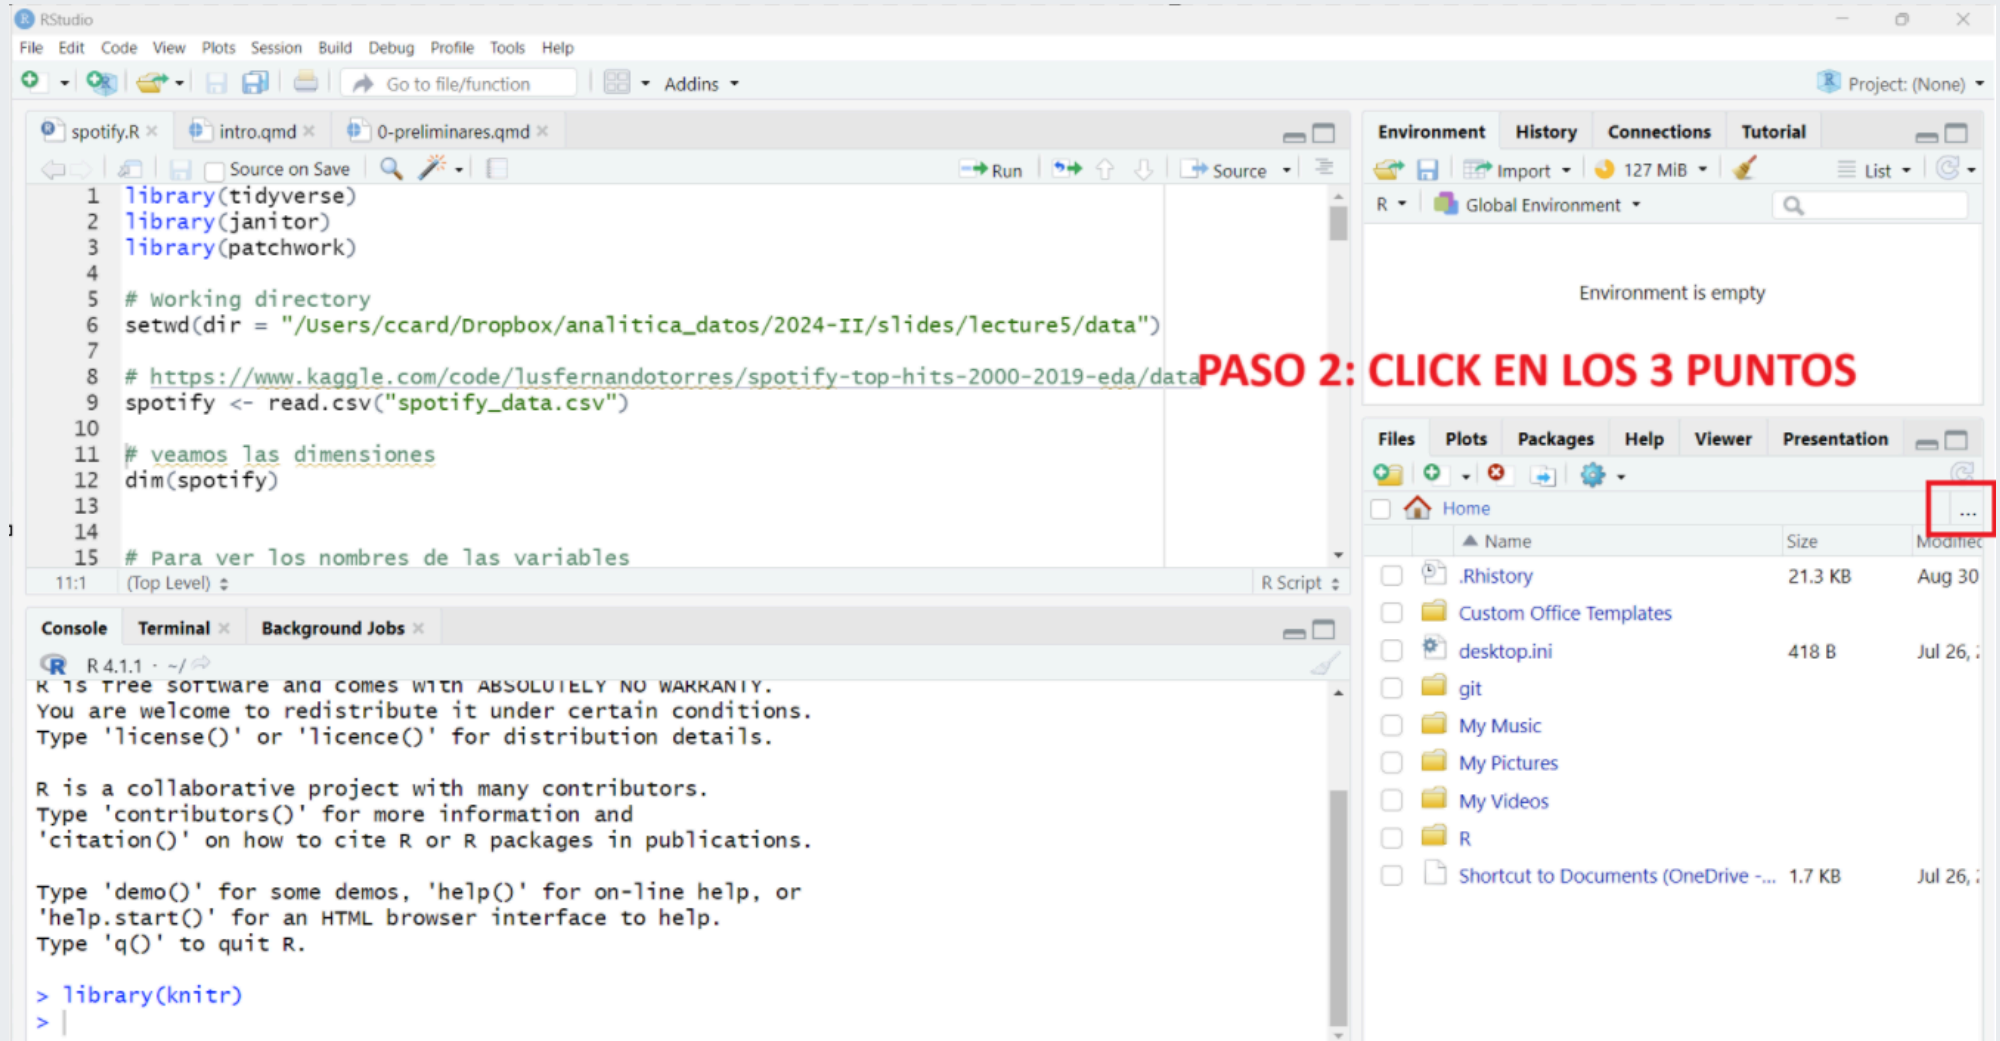 RStudio
File Edit Code View Plots Session Build Debug Profile Tools Help
Go to file/function Addins Project: (None)
spotify.R intro.qmd 0-preliminares.qmd
Source on Save Run Source
1 library(tidyverse)
2 library(janitor)
3 library(patchwork)
4
5 # Working directory
6 setwd(dir = "/Users/ccard/Dropbox/analitica_datos/2024-II/slides/lecture5/data")
7
8 # https://www.kaggle.com/code/lusfernandotorres/spotify-top-hits-2000-2019-eda/data
9 spotify <- read.csv("spotify_data.csv")
10
11 # veamos las dimensiones
12 dim(spotify)
13
14
15 # Para ver los nombres de las variables
11:1 (Top Level) R Script
Console Terminal Background Jobs
R 4.1.1 · ~/
R is free software and comes with ABSOLUTELY NO WARRANTY.
You are welcome to redistribute it under certain conditions.
Type 'license()' or 'licence()' for distribution details.
R is a collaborative project with many contributors.
Type 'contributors()' for more information and
'citation()' on how to cite R or R packages in publications.
Type 'demo()' for some demos, 'help()' for on-line help, or
'help.start()' for an HTML browser interface to help.
Type 'q()' to quit R.
> library(knitr)
>
Environment History Connections Tutorial
Import 127 MiB List
R Global Environment
Environment is empty
PASO 2: CLICK EN LOS 3 PUNTOS
Files Plots Packages Help Viewer Presentation
Home ...
Name Size Modified
.Rhistory 21.3 KB Aug 30
Custom Office Templates
desktop.ini 418 B Jul 26,
git
My Music
My Pictures
My Videos
R
Shortcut to Documents (OneDrive -... 1.7 KB Jul 26,